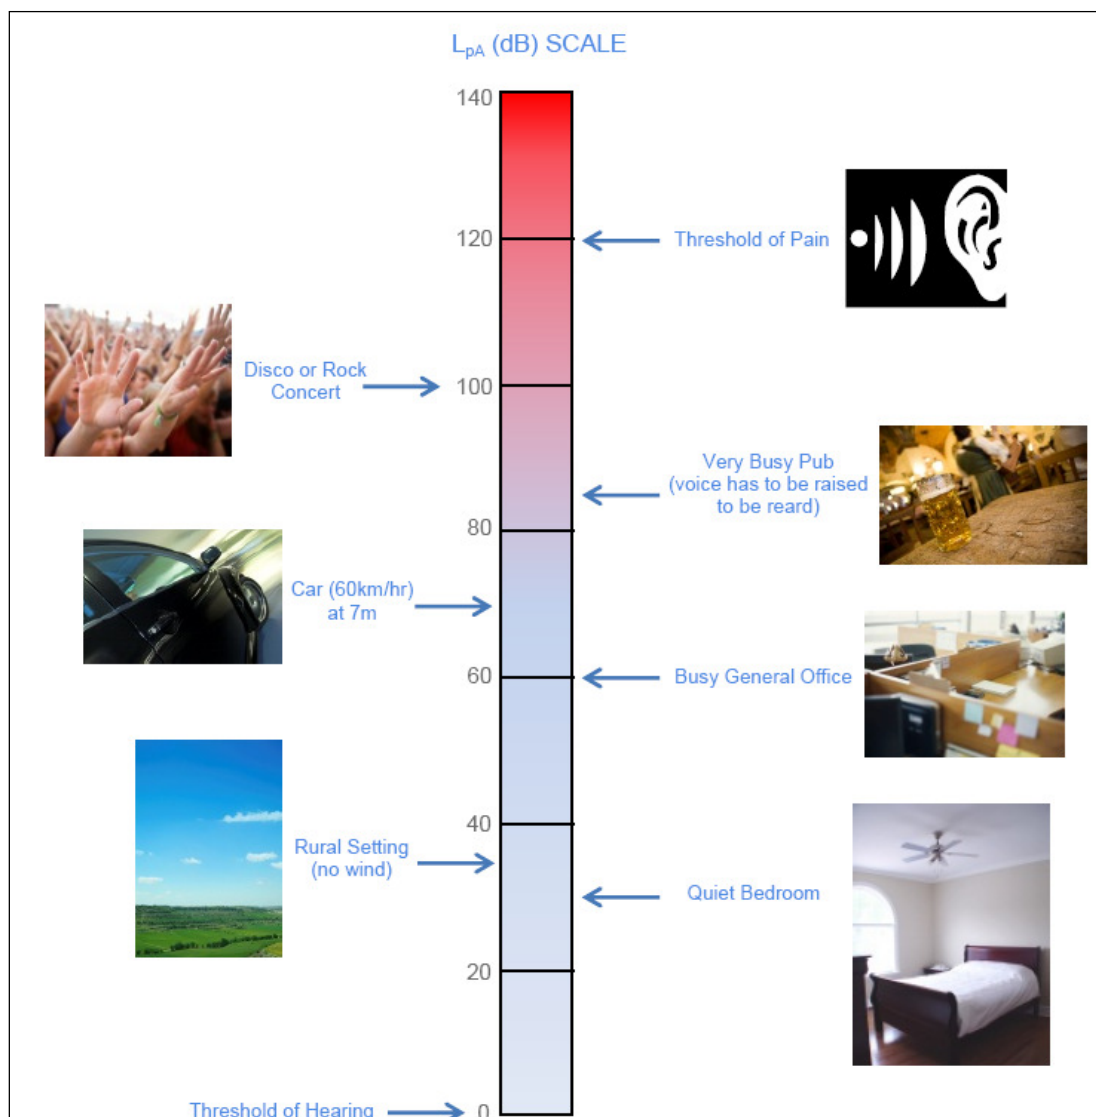 LpA (dB) SCALE
140
120
Threshold of Pain
Disco or Rock
Concert
100
Very Busy Pub
(voice has to be raised
to be reard)
80
Car (60km/hr)
at 7m
60
Busy General Office
40
Rural Setting
(no wind)
Quiet Bedroom
20
Threshold of Hearing
0